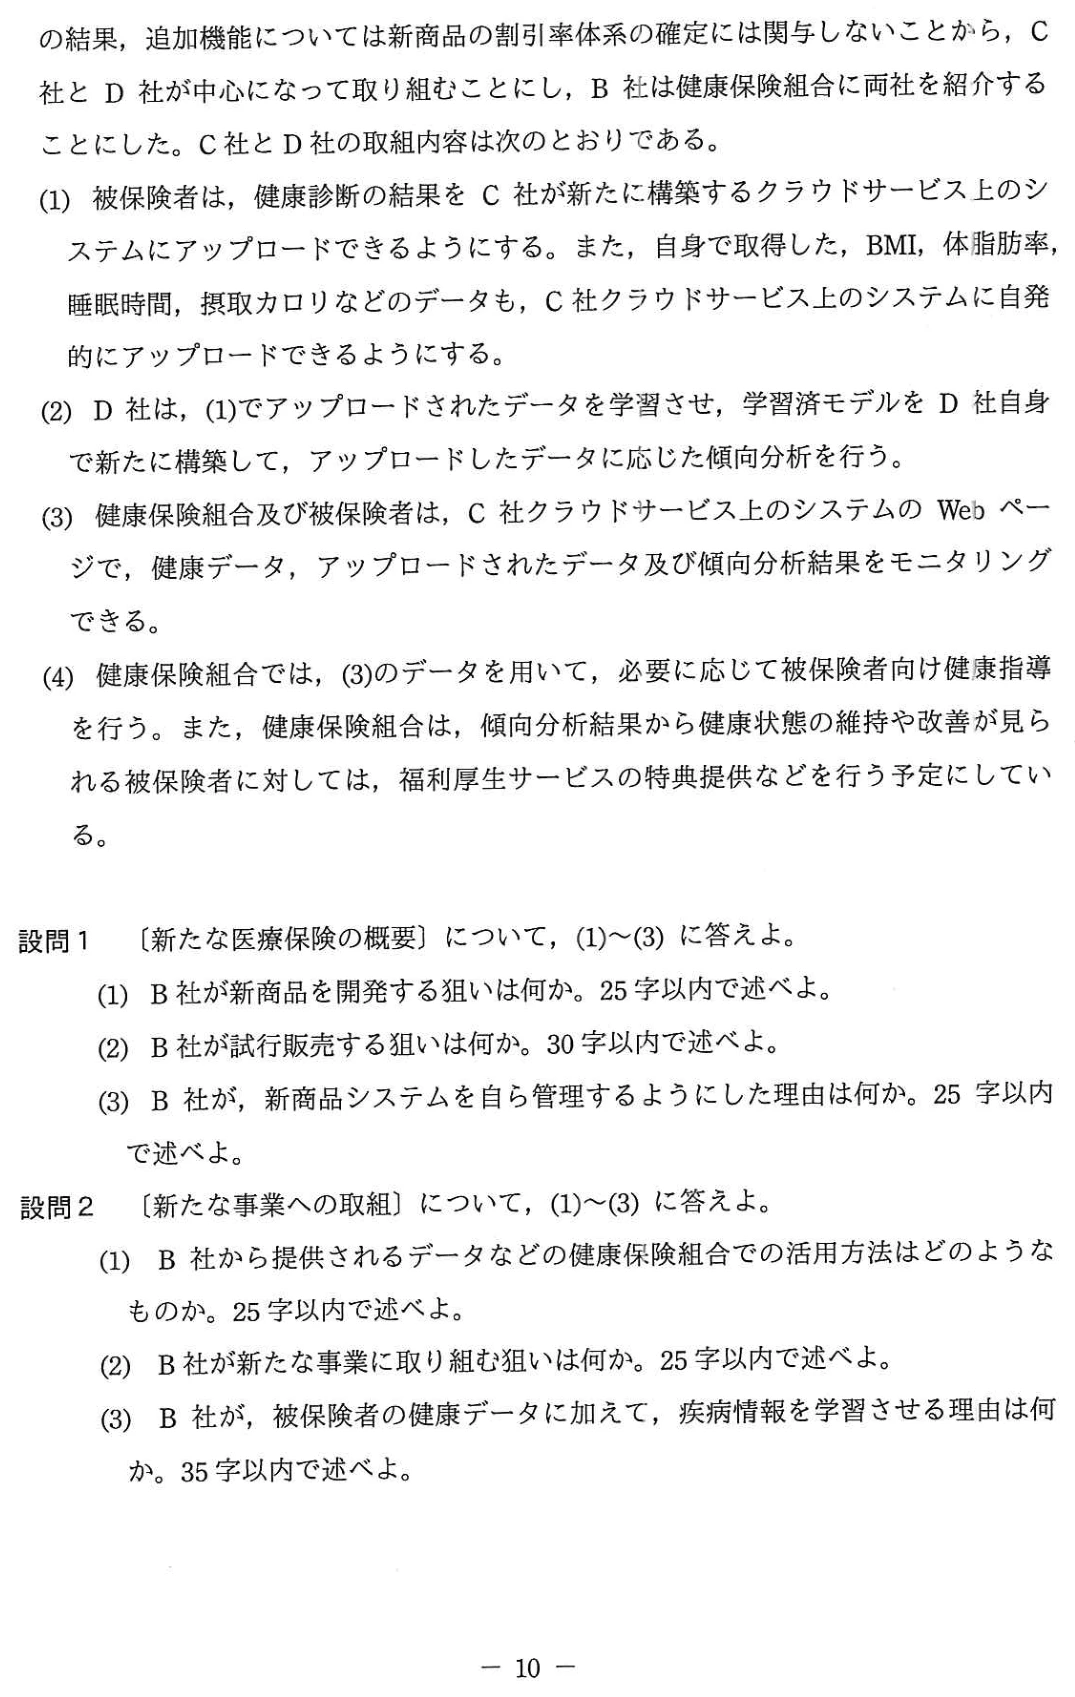 の結果，追加機能については新商品の割引率体系の確定には関与しないことから，C
社と D 社が中心になって取り組むことにし，B 社は健康保険組合に両社を紹介する
ことにした。C社とD社の取組内容は次のとおりである。
(1) 被保険者は，健康診断の結果を C 社が新たに構築するクラウドサービス上のシ
ステムにアップロードできるようにする。また，自身で取得した，BMI，体脂肪率，
睡眠時間，摂取カロリなどのデータも，C社クラウドサービス上のシステムに自発
的にアップロードできるようにする。
(2) D 社は，(1)でアップロードされたデータを学習させ，学習済モデルを D 社自身
で新たに構築して，アップロードしたデータに応じた傾向分析を行う。
(3) 健康保険組合及び被保険者は，C 社クラウドサービス上のシステムの Web ペー
ジで，健康データ，アップロードされたデータ及び傾向分析結果をモニタリング
できる。
(4) 健康保険組合では，(3)のデータを用いて，必要に応じて被保険者向け健康指導
を行う。また，健康保険組合は，傾向分析結果から健康状態の維持や改善が見ら
れる被保険者に対しては，福利厚生サービスの特典提供などを行う予定にしてい
る。
設問1 〔新たな医療保険の概要〕について，(1)～(3) に答えよ。
(1) B社が新商品を開発する狙いは何か。25字以内で述べよ。
(2) B社が試行販売する狙いは何か。30字以内で述べよ。
(3) B 社が，新商品システムを自ら管理するようにした理由は何か。25 字以内
で述べよ。
設問2 〔新たな事業への取組〕について，(1)～(3) に答えよ。
(1) B 社から提供されるデータなどの健康保険組合での活用方法はどのような
ものか。25字以内で述べよ。
(2) B社が新たな事業に取り組む狙いは何か。25字以内で述べよ。
(3) B 社が，被保険者の健康データに加えて，疾病情報を学習させる理由は何
か。35字以内で述べよ。
－ 10 －